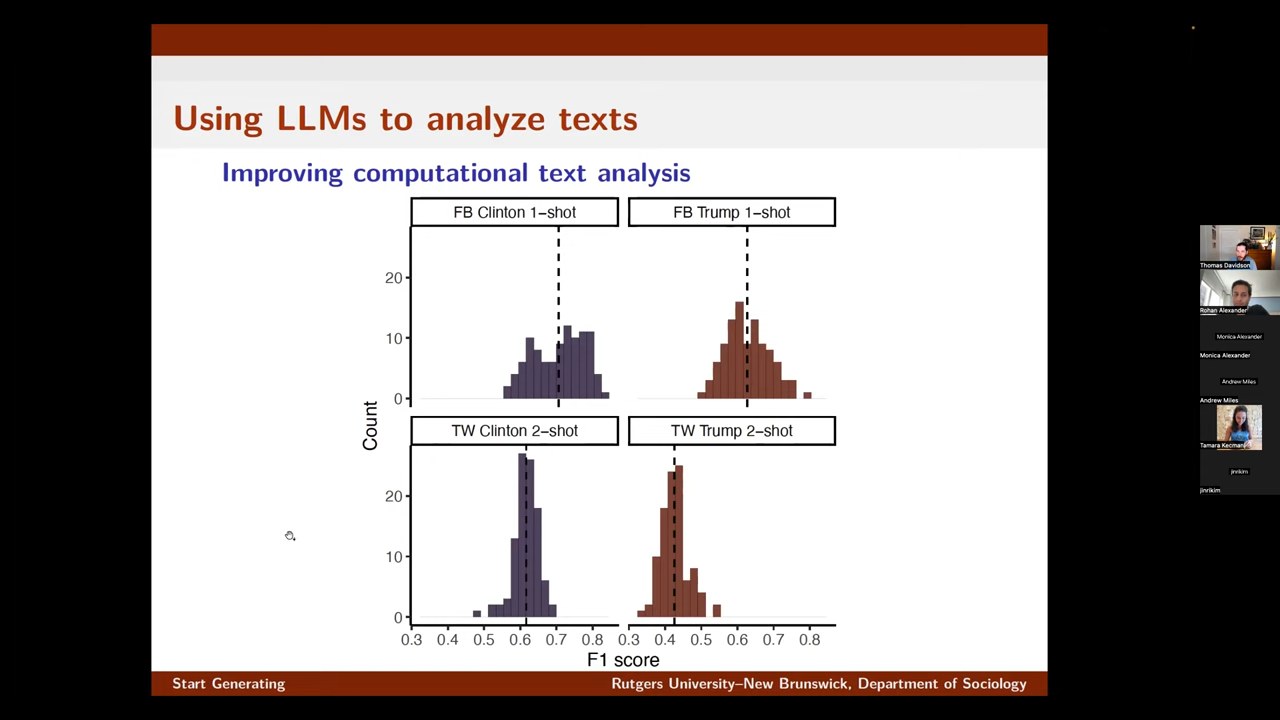 Using LLMs to analyze texts
Improving computational text analysis
FB Clinton 1–shot
FB Trump 1–shot
20
10
0
TW Clinton 2–shot
TW Trump 2–shot
Count
20
10
0
0.3 0.4 0.5 0.6 0.7 0.8 0.3 0.4 0.5 0.6 0.7 0.8
F1 score
Start Generating
Rutgers University–New Brunswick, Department of Sociology
Thomas Davidson
Rohan Alexander
Monica Alexander
Monica Alexander
Andrew Miles
Andrew Miles
Tamara Kecman
jinrikim
jinrikim